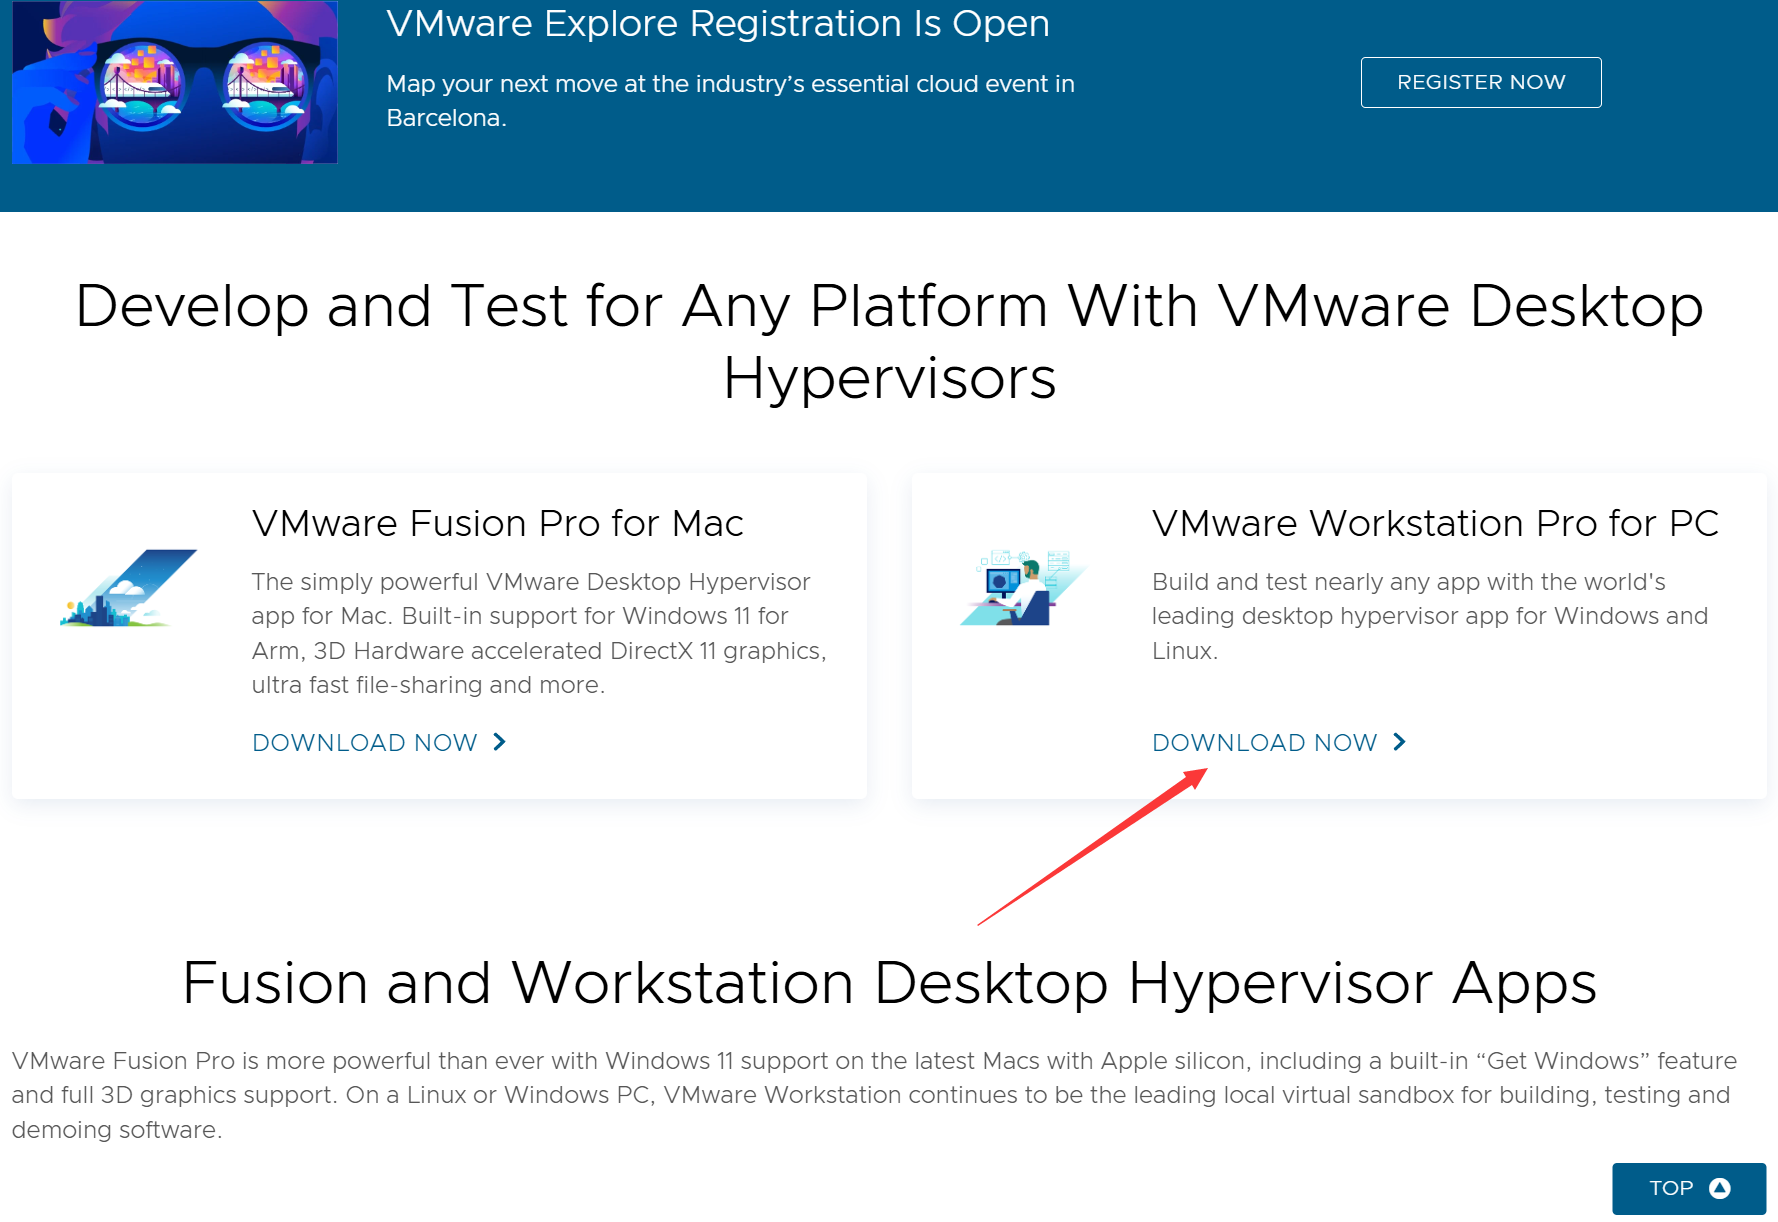 VMware Explore Registration Is Open
Map your next move at the industry’s essential cloud event in
Barcelona.
REGISTER NOW
Develop and Test for Any Platform With VMware Desktop
Hypervisors
VMware Fusion Pro for Mac
The simply powerful VMware Desktop Hypervisor
app for Mac. Built-in support for Windows 11 for
Arm, 3D Hardware accelerated DirectX 11 graphics,
ultra fast file-sharing and more.
DOWNLOAD NOW
VMware Workstation Pro for PC
Build and test nearly any app with the world's
leading desktop hypervisor app for Windows and
Linux.
DOWNLOAD NOW
Fusion and Workstation Desktop Hypervisor Apps
VMware Fusion Pro is more powerful than ever with Windows 11 support on the latest Macs with Apple silicon, including a built-in “Get Windows” feature
and full 3D graphics support. On a Linux or Windows PC, VMware Workstation continues to be the leading local virtual sandbox for building, testing and
demoing software.
TOP